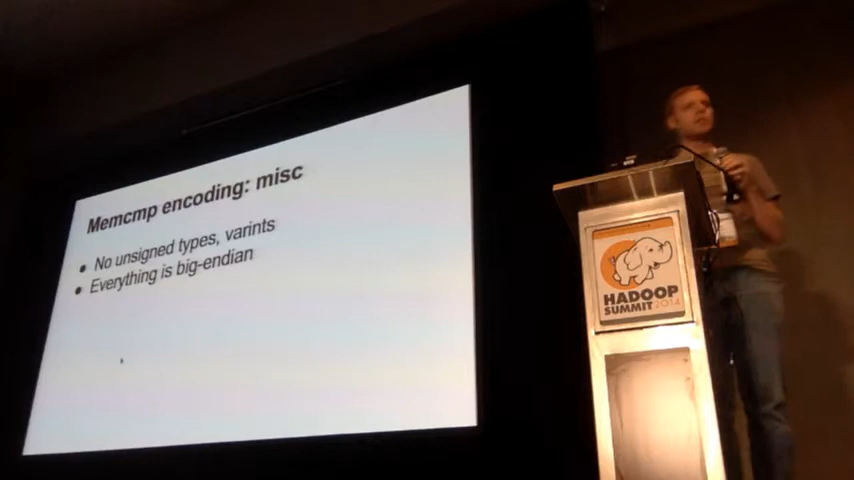 Memcmp encoding: misc
● No unsigned types, varints
● Everything is big-endian
HADOOP
SUMMIT 2014